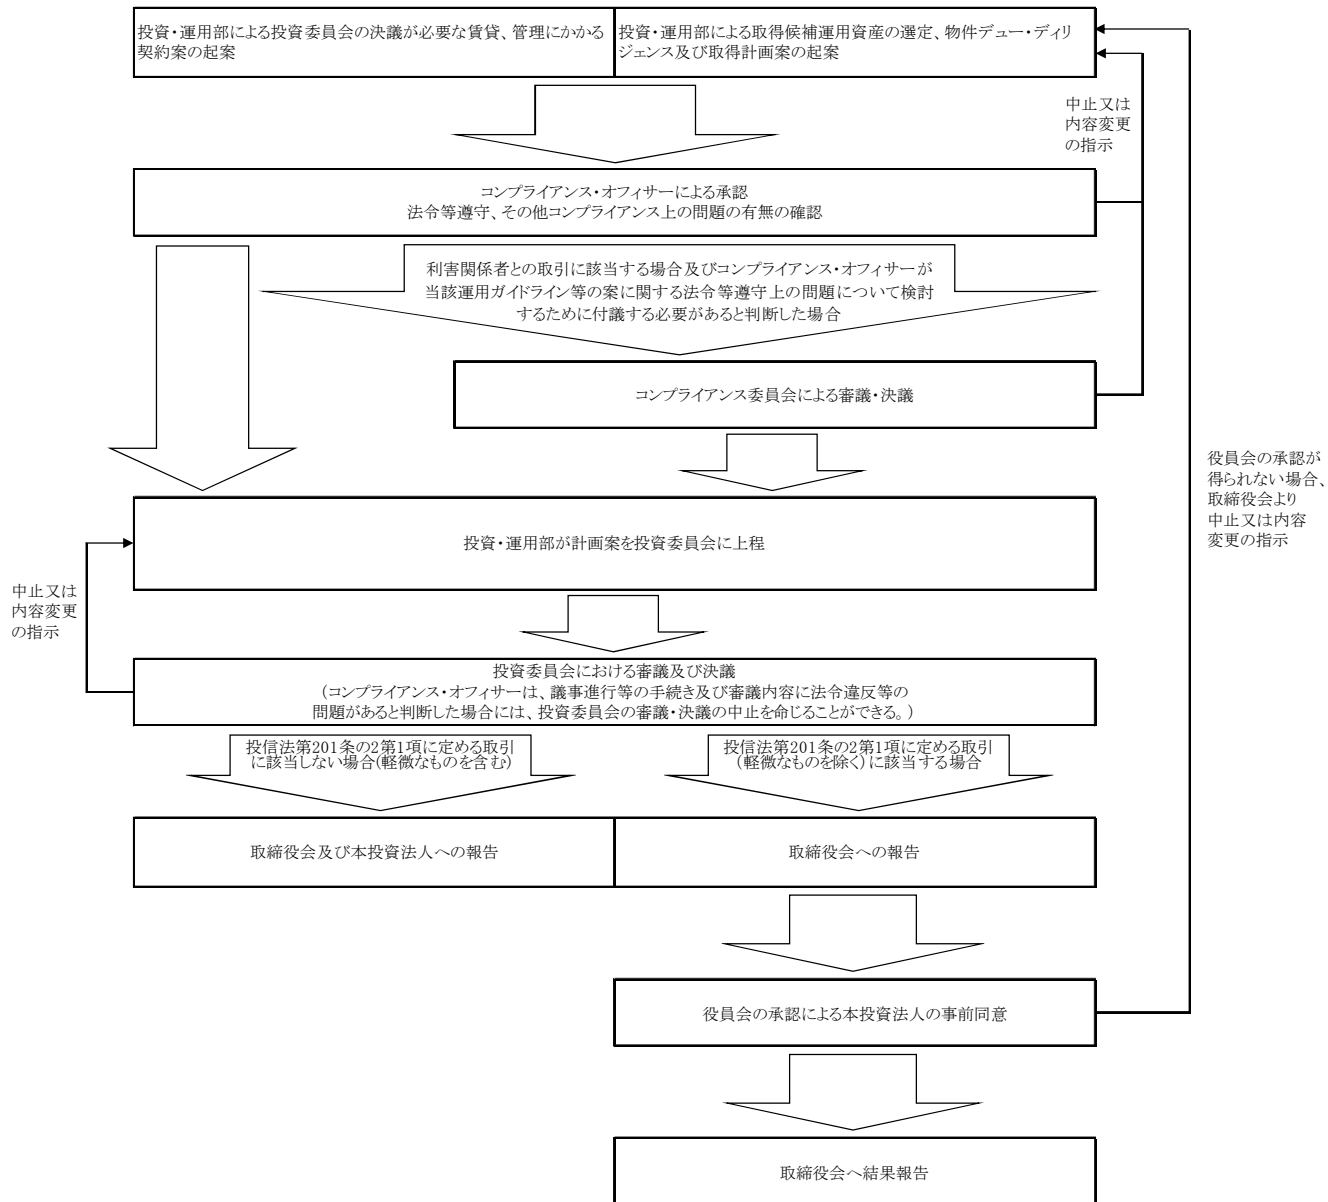 投資・運用部による投資委員会の決議が必要な賃貸、管理にかかる
契約案の起案
投資・運用部による取得候補運用資産の選定、物件デュー・ディリ
ジェンス及び取得計画案の起案
中止又は
内容変更
の指示
コンプライアンス・オフィサーによる承認
法令等遵守、その他コンプライアンス上の問題の有無の確認
利害関係者との取引に該当する場合及びコンプライアンス・オフィサーが
当該運用ガイドライン等の案に関する法令等遵守上の問題について検討
するために付議する必要があると判断した場合
コンプライアンス委員会による審議・決議
役員会の承認が
得られない場合、
取締役会より
中止又は内容
変更の指示
投資・運用部が計画案を投資委員会に上程
中止又は
内容変更
の指示
投資委員会における審議及び決議
(コンプライアンス・オフィサーは、議事進行等の手続き及び審議内容に法令違反等の
問題があると判断した場合には、投資委員会の審議・決議の中止を命じることができる。)
投信法第201条の2第1項に定める取引
に該当しない場合(軽微なものを含む)
投信法第201条の2第1項に定める取引
(軽微なものを除く)に該当する場合
取締役会及び本投資法人への報告
取締役会への報告
役員会の承認による本投資法人の事前同意
取締役会へ結果報告